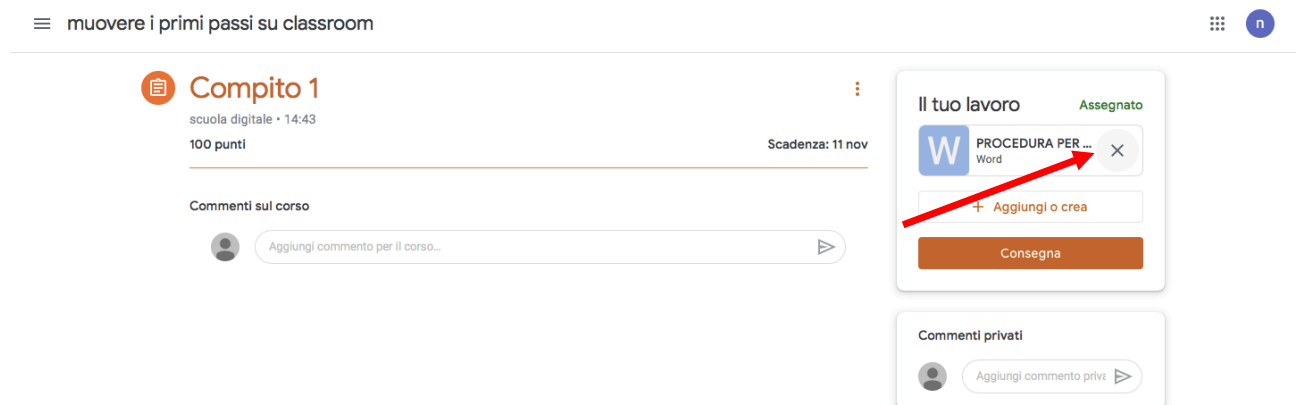 muovere i primi passi su classroom
n
Compito 1
scuola digitale • 14:43
100 punti
Scadenza: 11 nov
Commenti sul corso
Aggiungi commento per il corso...
Il tuo lavoro
Assegnato
W
PROCEDURA PER ...
Word
+ Aggiungi o crea
Consegna
Commenti privati
Aggiungi commento priva